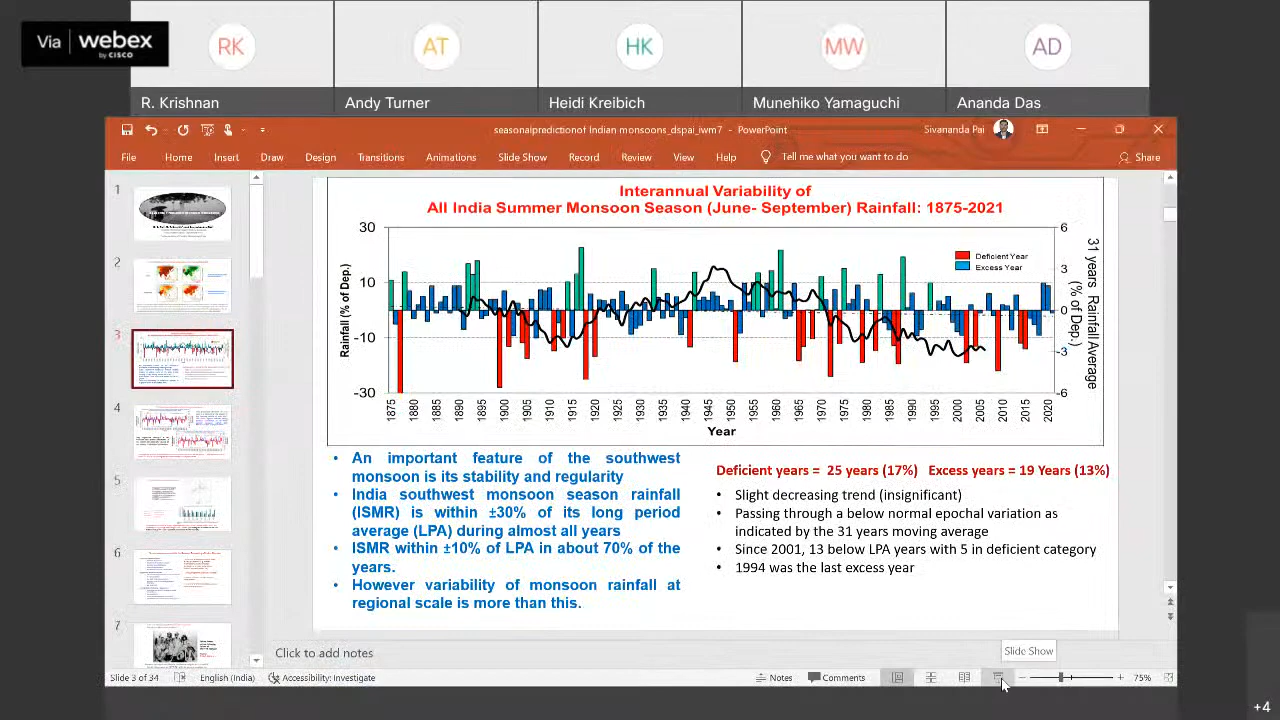 Via webex
by CISCO
RK
AT
HK
MW
AD
R. Krishnan
Andy Turner
Heidi Kreibich
Munehiko Yamaguchi
Ananda Das
seasonalpredictionof Indian monsoons_dspai_iwm7 - PowerPoint
Sivananda Pai
File Home Insert Draw Design Transitions Animations Slide Show Record Review View Help Tell me what you want to do Share
1
2
3
4
5
6
7
Interannual Variability of
All India Summer Monsoon Season (June- September) Rainfall: 1875-2021
30
10
-10
-30
Rainfall (% of Dep.)
6
3
0
-3
-6
31 years Rainfall Average
(% of Dep.)
Deficient Year
Excess Year
1875 1880 1885 1890 1895 1900 1905 1910 1915 1920 1925 1930 1935 1940 1945 1950 1955 1960 1965 1970 1975 1980 1985 1990 1995 2000 2005 2010 2015 2020
Year
• An important feature of the southwest
monsoon is its stability and regularity
• India southwest monsoon season rainfall
(ISMR) is within ±30% of its long period
average (LPA) during almost all years
• ISMR within ±10% of LPA in about 70% of the
years.
• However variability of monsoon rainfall at
regional scale is more than this.
Deficient years = 25 years (17%) Excess years = 19 Years (13%)
• Slight decreasing trend (insignificant)
• Passing through a below normal epochal variation as
indicated by the 31 years moving average
• Since 2001, 13 below LPA years with 5 in deficient category
• 1994 was the last excess year
Click to add notes
Slide Show
Slide 3 of 34
English (India)
Accessibility: Investigate
Notes
Comments
75%
+4